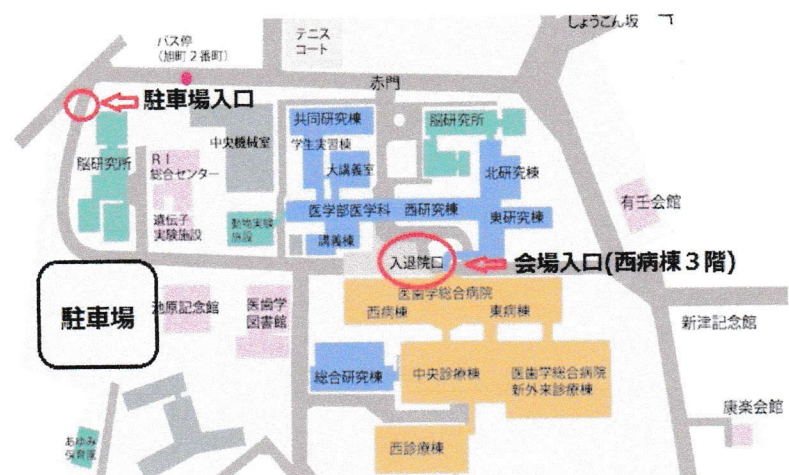 しょうこん坂
テニス
コート
バス停
(旭町２番町)
赤門
駐車場入口
共同研究棟
脳研究所
中央機械室
学生実習棟
脳研究所
ＲＩ
総合センター
大講義室
北研究棟
有壬会館
医学部医学科
西研究棟
東研究棟
遺伝子
実験施設
動物実験
施設
講義棟
入退院口
会場入口(西病棟３階)
医歯学総合病院
西病棟
東病棟
駐車場
池原記念館
医歯学
図書館
新津記念館
総合研究棟
中央診療棟
医歯学総合病院
新外来診療棟
康楽会館
あゆみ
保育園
西診療棟